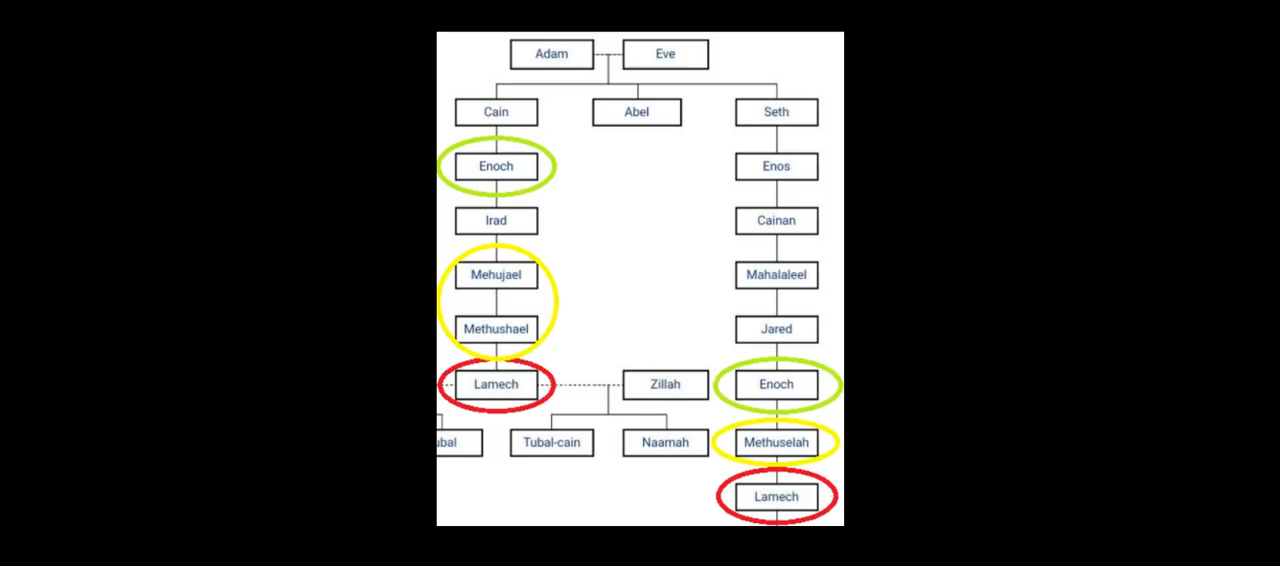 Adam Eve
Cain Abel Seth
Enoch Enos
Irad Cainan
Mehujael Mahalaleel
Methushael Jared
Lamech Zillah Enoch
ubal Tubal-cain Naamah Methuselah
Lamech